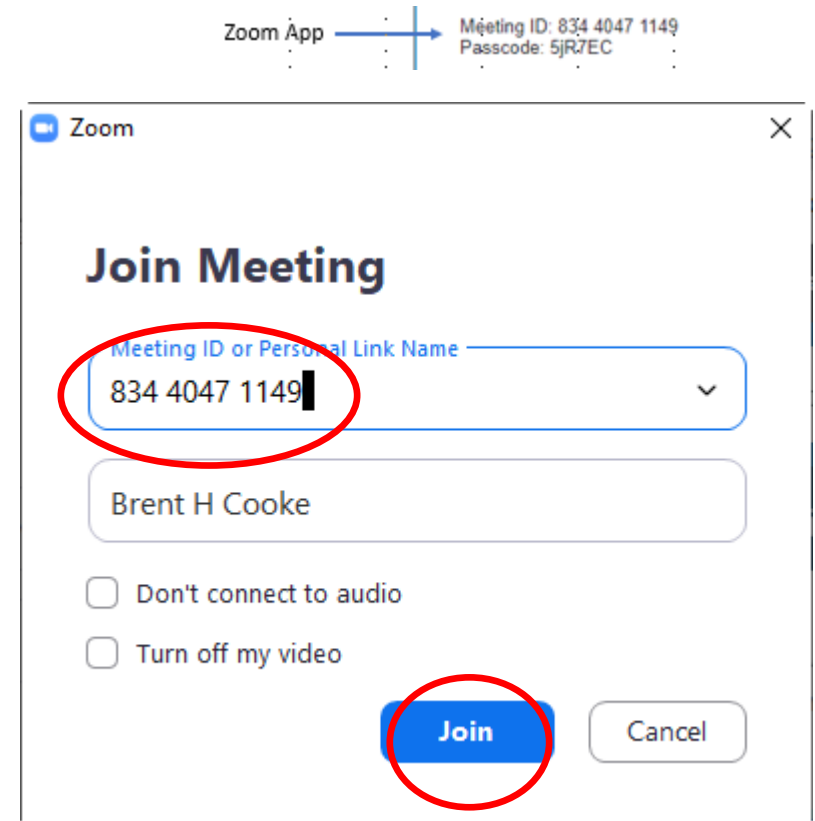 Zoom App
Meeting ID: 834 4047 1149
Passcode: 5jR7EC
Zoom
Join Meeting
Meeting ID or Personal Link Name
834 4047 1149
Brent H Cooke
Don't connect to audio
Turn off my video
Join Cancel